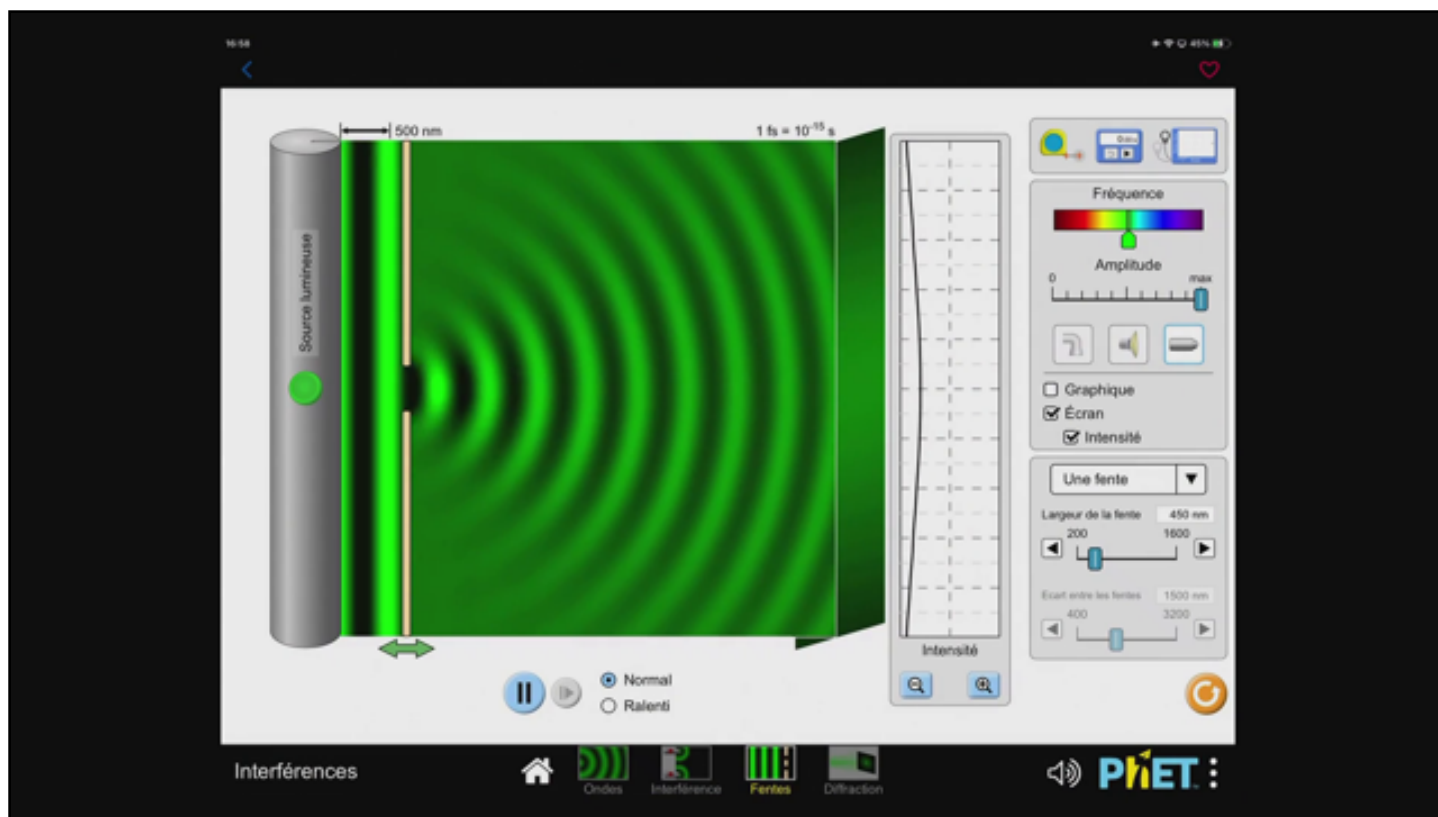 16:58
45%
500 nm
1 fs = 10⁻¹⁵ s
Source lumineuse
Intensité
Fréquence
Amplitude
0
max
Graphique
Écran
Intensité
Une fente
Largeur de la fente
450 nm
200
1600
Ecart entre les fentes
1500 nm
400
3200
Normal
Ralenti
Interférences
Ondes
Interférence
Fentes
Diffraction
PhET